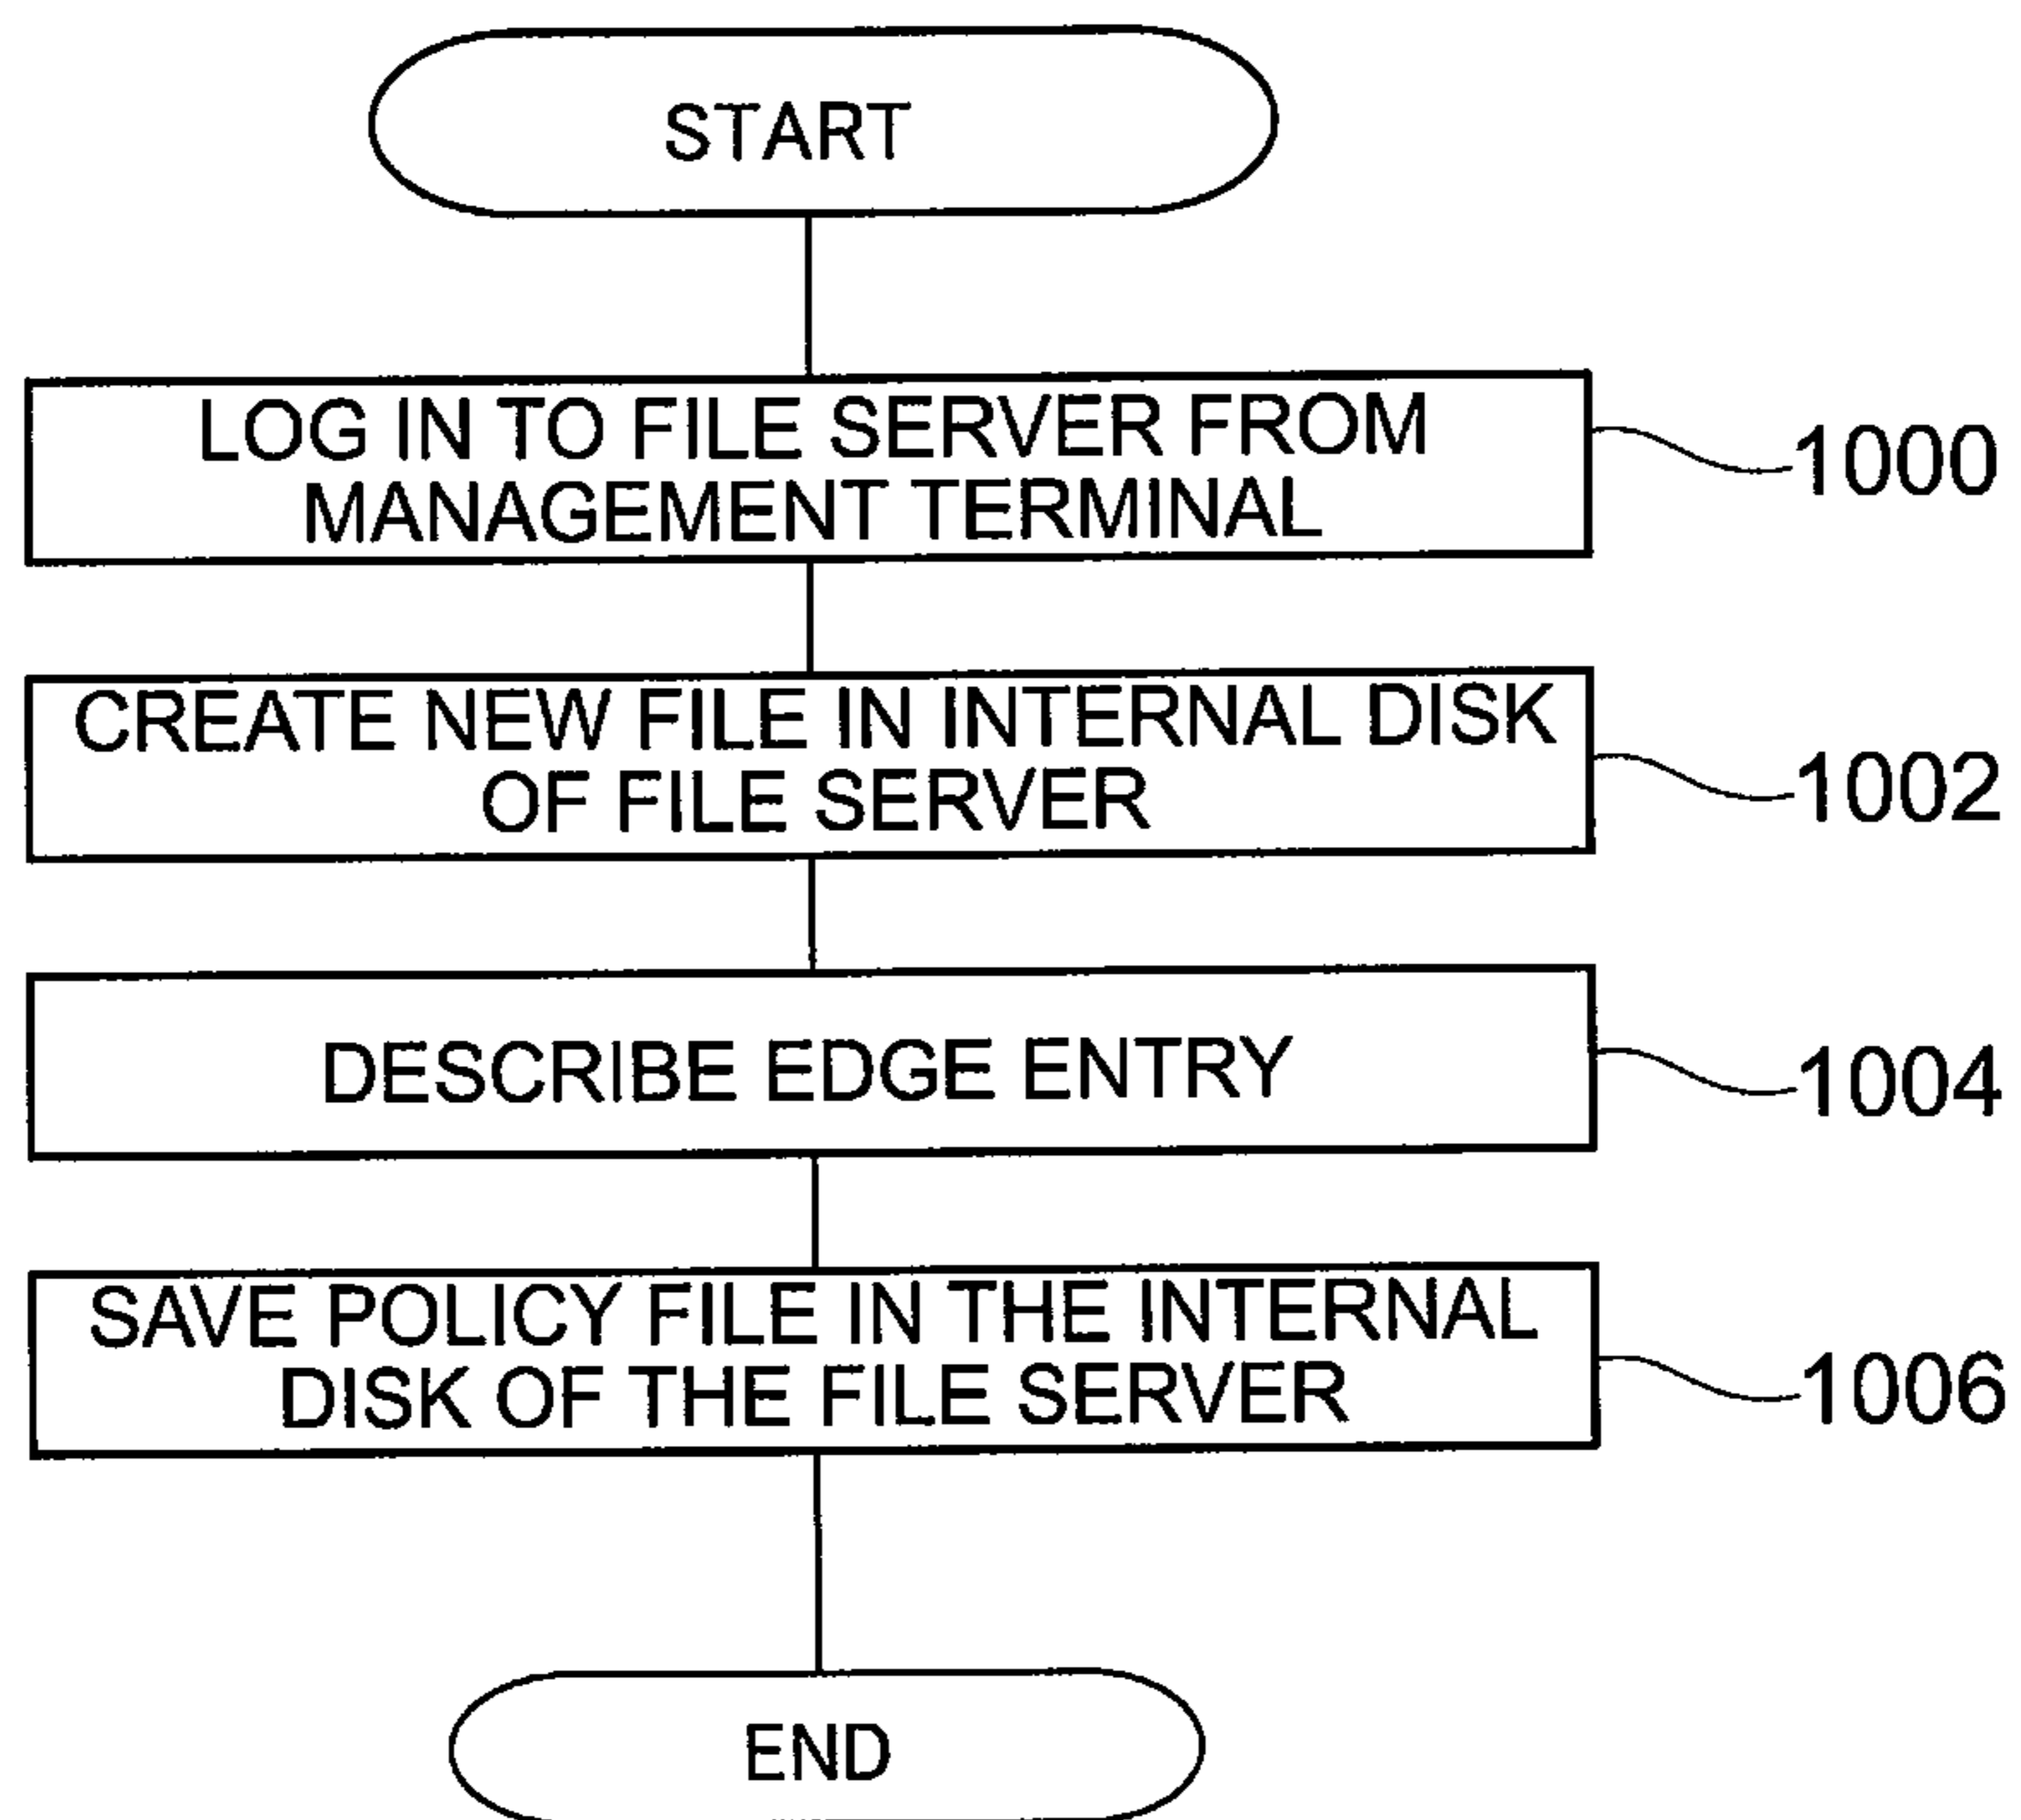 START
LOG IN TO FILE SERVER FROM
MANAGEMENT TERMINAL
1000
CREATE NEW FILE IN INTERNAL DISK
OF FILE SERVER
1002
DESCRIBE EDGE ENTRY
1004
SAVE POLICY FILE IN THE INTERNAL
DISK OF THE FILE SERVER
1006
END